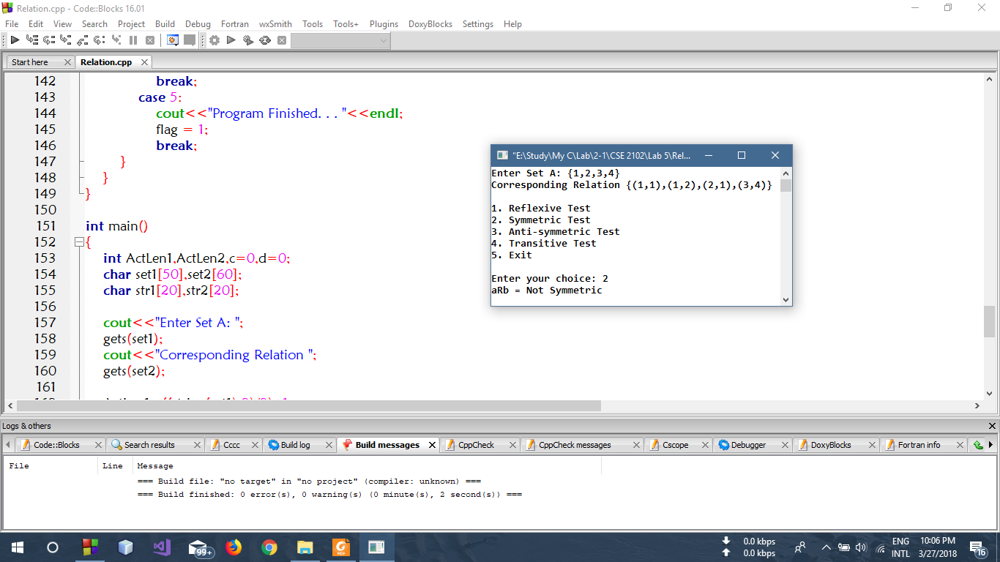 Relation.cpp - Code::Blocks 16.01
File Edit View Search Project Build Debug Fortran wxSmith Tools Tools+ Plugins DoxyBlocks Settings Help
Start here Relation.cpp
142 break;
143 case 5:
144 cout<<"Program Finished. . . "<<endl;
145 flag = 1;
146 break;
147 }
148 }
149 }
150
151 int main()
152 {
153 int ActLen1,ActLen2,c=0,d=0;
154 char set1[50],set2[60];
155 char str1[20],str2[20];
156
157 cout<<"Enter Set A: ";
158 gets(set1);
159 cout<<"Corresponding Relation ";
160 gets(set2);
161
"E:\Study\My C\Lab\2-1\CSE 2102\Lab 5\Rel...
Enter Set A: {1,2,3,4}
Corresponding Relation {(1,1),(1,2),(2,1),(3,4)}
1. Reflexive Test
2. Symmetric Test
3. Anti-symmetric Test
4. Transitive Test
5. Exit
Enter your choice: 2
aRb = Not Symmetric
Logs & others
Code::Blocks Search results Cccc Build log Build messages CppCheck CppCheck messages Cscope Debugger DoxyBlocks Fortran info
File Line Message
=== Build file: "no target" in "no project" (compiler: unknown) ===
=== Build finished: 0 error(s), 0 warning(s) (0 minute(s), 2 second(s)) ===
99+
PDF
0.0 kbps
0.0 kbps
ENG
INTL
10:06 PM
3/27/2018
16